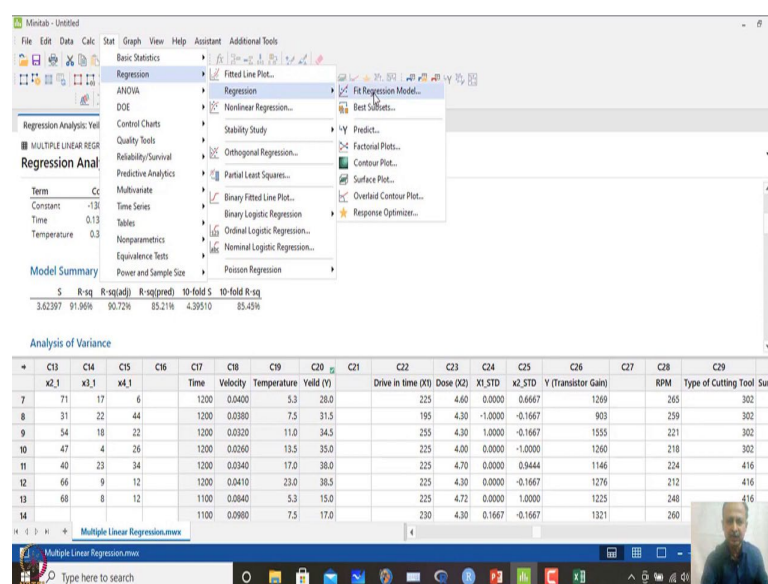 Minitab - Untitled
File Edit Data Calc Stat Graph View Help Assistant Additional Tools
Basic Statistics
Regression
ANOVA
DOE
Control Charts
Quality Tools
Reliability/Survival
Predictive Analytics
Multivariate
Time Series
Tables
Nonparametrics
Equivalence Tests
Power and Sample Size
Fitted Line Plot...
Regression
Nonlinear Regression...
Stability Study
Orthogonal Regression...
Partial Least Squares...
Binary Fitted Line Plot...
Binary Logistic Regression
Ordinal Logistic Regression...
Nominal Logistic Regression...
Poisson Regression
Fit Regression Model...
Best Subsets...
Predict...
Factorial Plots...
Contour Plot...
Surface Plot...
Overlaid Contour Plot...
Response Optimizer...
Regression Analysis: Yeil
MULTIPLE LINEAR REGR
Regression Anal
Term Co
Constant -130
Time 0.13
Temperature 0.3
Model Summary
S R-sq R-sq(adj) R-sq(pred) 10-fold S 10-fold R-sq
3.62397 91.96% 90.72% 85.21% 4.39510 85.45%
Analysis of Variance
C13 C14 C15 C16 C17 C18 C19 C20 C21 C22 C23 C24 C25 C26 C27 C28 C29
x2_1 x3_1 x4_1 Time Velocity Temperature Yeild (Y) Drive in time (X1) Dose (X2) X1_STD x2_STD Y (Transistor Gain) RPM Type of Cutting Tool Sur
7 71 17 6 1200 0.0400 5.3 28.0 225 4.60 0.0000 0.6667 1269 265 302
8 31 22 44 1200 0.0380 7.5 31.5 195 4.30 -1.0000 -0.1667 903 259 302
9 54 18 22 1200 0.0320 11.0 34.5 255 4.30 1.0000 -0.1667 1555 221 302
10 47 4 26 1200 0.0260 13.5 35.0 225 4.00 0.0000 -1.0000 1260 218 302
11 40 23 34 1200 0.0340 17.0 38.0 225 4.70 0.0000 0.9444 1146 224 416
12 66 9 12 1200 0.0410 23.0 38.5 225 4.30 0.0000 -0.1667 1276 212 416
13 68 8 12 1100 0.0840 5.3 15.0 225 4.72 0.0000 1.0000 1225 248 416
14 1100 0.0980 7.5 17.0 230 4.30 0.1667 -0.1667 1321 260
Multiple Linear Regression.mwx
Multiple Linear Regression.mwx
Type here to search